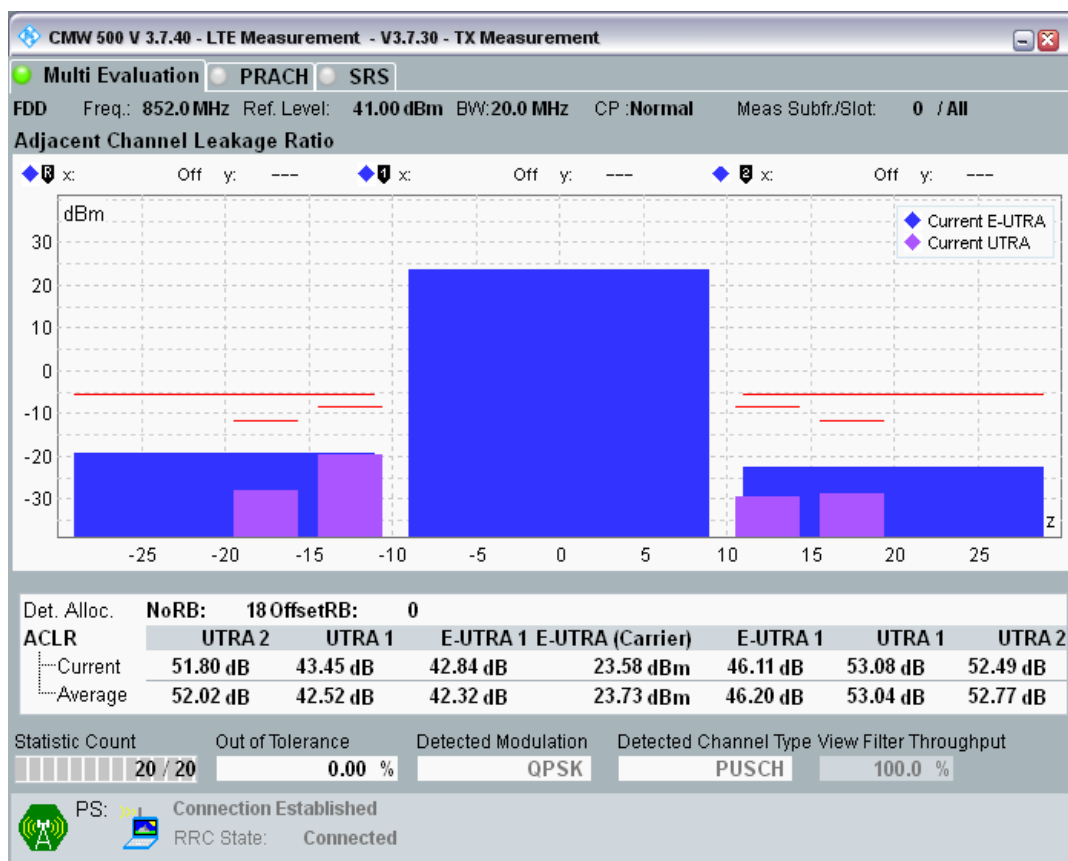 CMW 500 V 3.7.40 - LTE Measurement - V3.7.30 - TX Measurement
Multi Evaluation PRACH SRS
FDD Freq.: 852.0 MHz Ref. Level: 41.00 dBm BW:20.0 MHz CP :Normal Meas Subfr./Slot: 0 / All
Adjacent Channel Leakage Ratio
R x: Off y: --- 1 x: Off y: --- 2 x: Off y: ---
dBm
Current E-UTRA
Current UTRA
30
20
10
0
-10
-20
-30
z
-25 -20 -15 -10 -5 0 5 10 15 20 25
Det. Alloc. NoRB: 18 OffsetRB: 0
ACLR UTRA 2 UTRA 1 E-UTRA 1 E-UTRA (Carrier) E-UTRA 1 UTRA 1 UTRA 2
Current 51.80 dB 43.45 dB 42.84 dB 23.58 dBm 46.11 dB 53.08 dB 52.49 dB
Average 52.02 dB 42.52 dB 42.32 dB 23.73 dBm 46.20 dB 53.04 dB 52.77 dB
Statistic Count Out of Tolerance Detected Modulation Detected Channel Type View Filter Throughput
20 / 20 0.00 % QPSK PUSCH 100.0 %
PS: Connection Established
RRC State: Connected